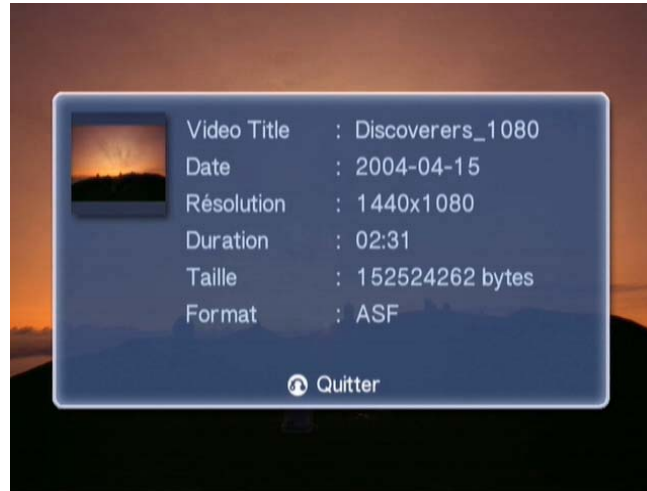 Video Title : Discoverers_1080
Date : 2004-04-15
Résolution : 1440x1080
Duration : 02:31
Taille : 152524262 bytes
Format : ASF
Quitter